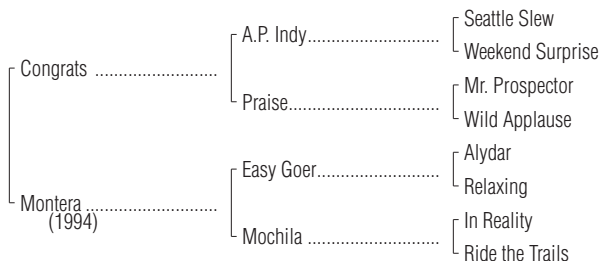 Seattle Slew
A.P. Indy..............................
Weekend Surprise
Congrats ............................
Mr. Prospector
Praise..................................
Wild Applause
Alydar
Easy Goer............................
Relaxing
Montera ..............................
(1994)
In Reality
Mochila ..............................
Ride the Trails